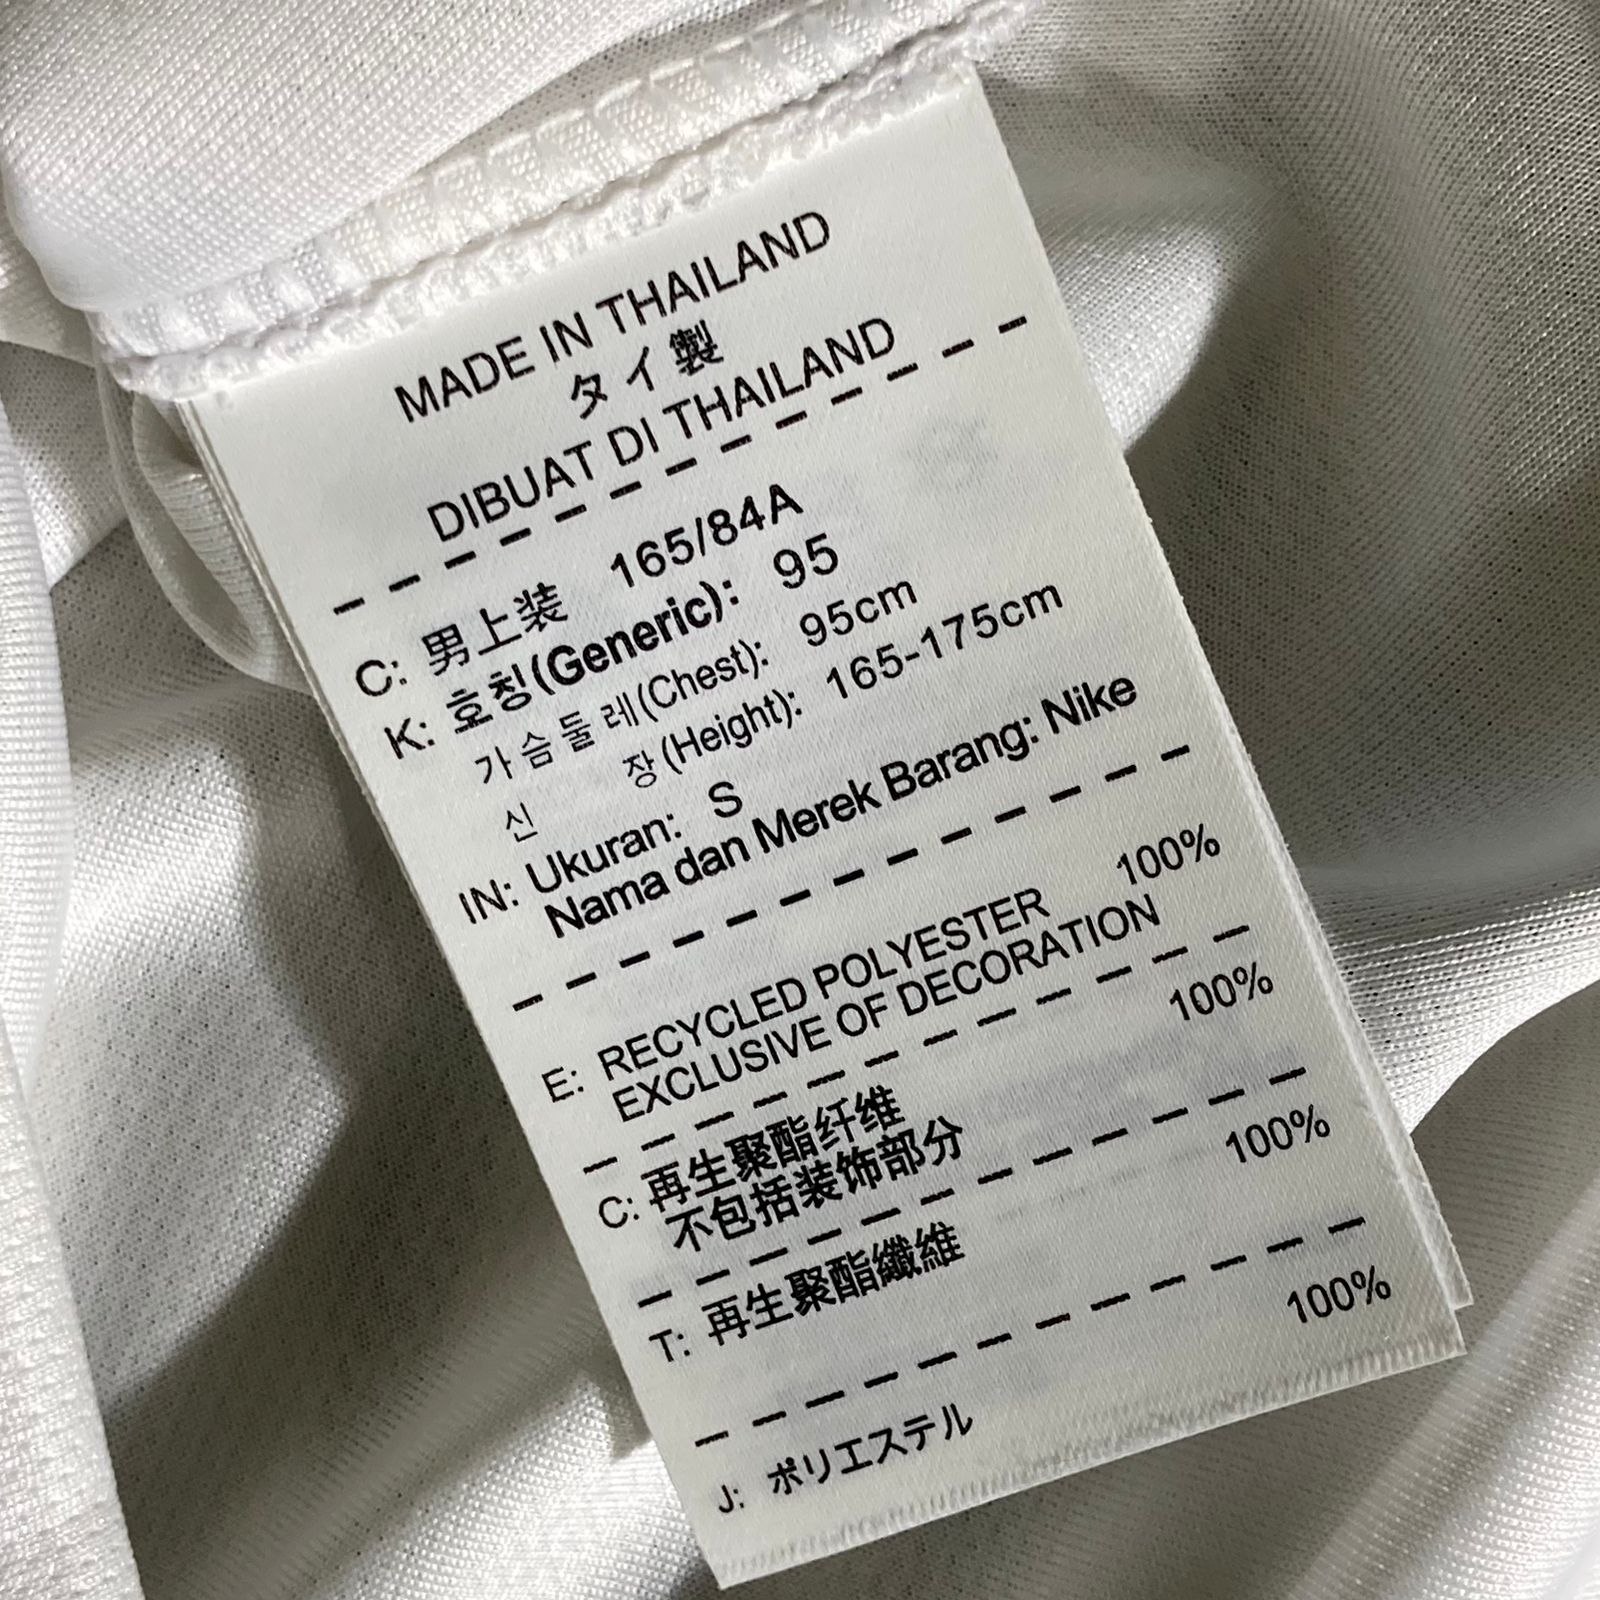 MADE IN THAILAND
タイ製
DIBUAT DI THAILAND
C: 男上装 165/84A
K: 호칭(Generic): 95
가슴둘레(Chest): 95cm
신 장(Height): 165-175cm
IN: Ukuran: S
Nama dan Merek Barang: Nike
E: RECYCLED POLYESTER 100%
EXCLUSIVE OF DECORATION
C: 再生聚酯纤维 100%
不包括装饰部分
T: 再生聚酯纖維 100%
J: ポリエステル 100%